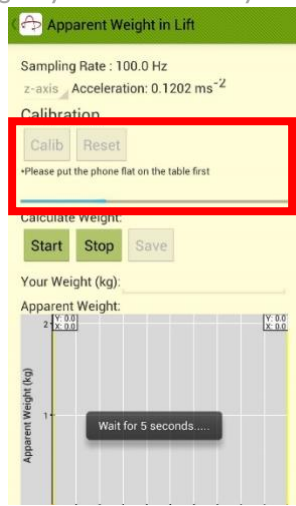 Apparent Weight in Lift
Sampling Rate : 100.0 Hz
z-axis Acceleration: 0.1202 ms-2
Calibration
Calib Reset
•Please put the phone flat on the table first
Calculate Weight:
Start Stop Save
Your Weight (kg):
Apparent Weight:
2 Y: 0.0 Y: 0.0
X: 0.0 X: 0.0
Apparent Weight (kg)
1
Wait for 5 seconds.....